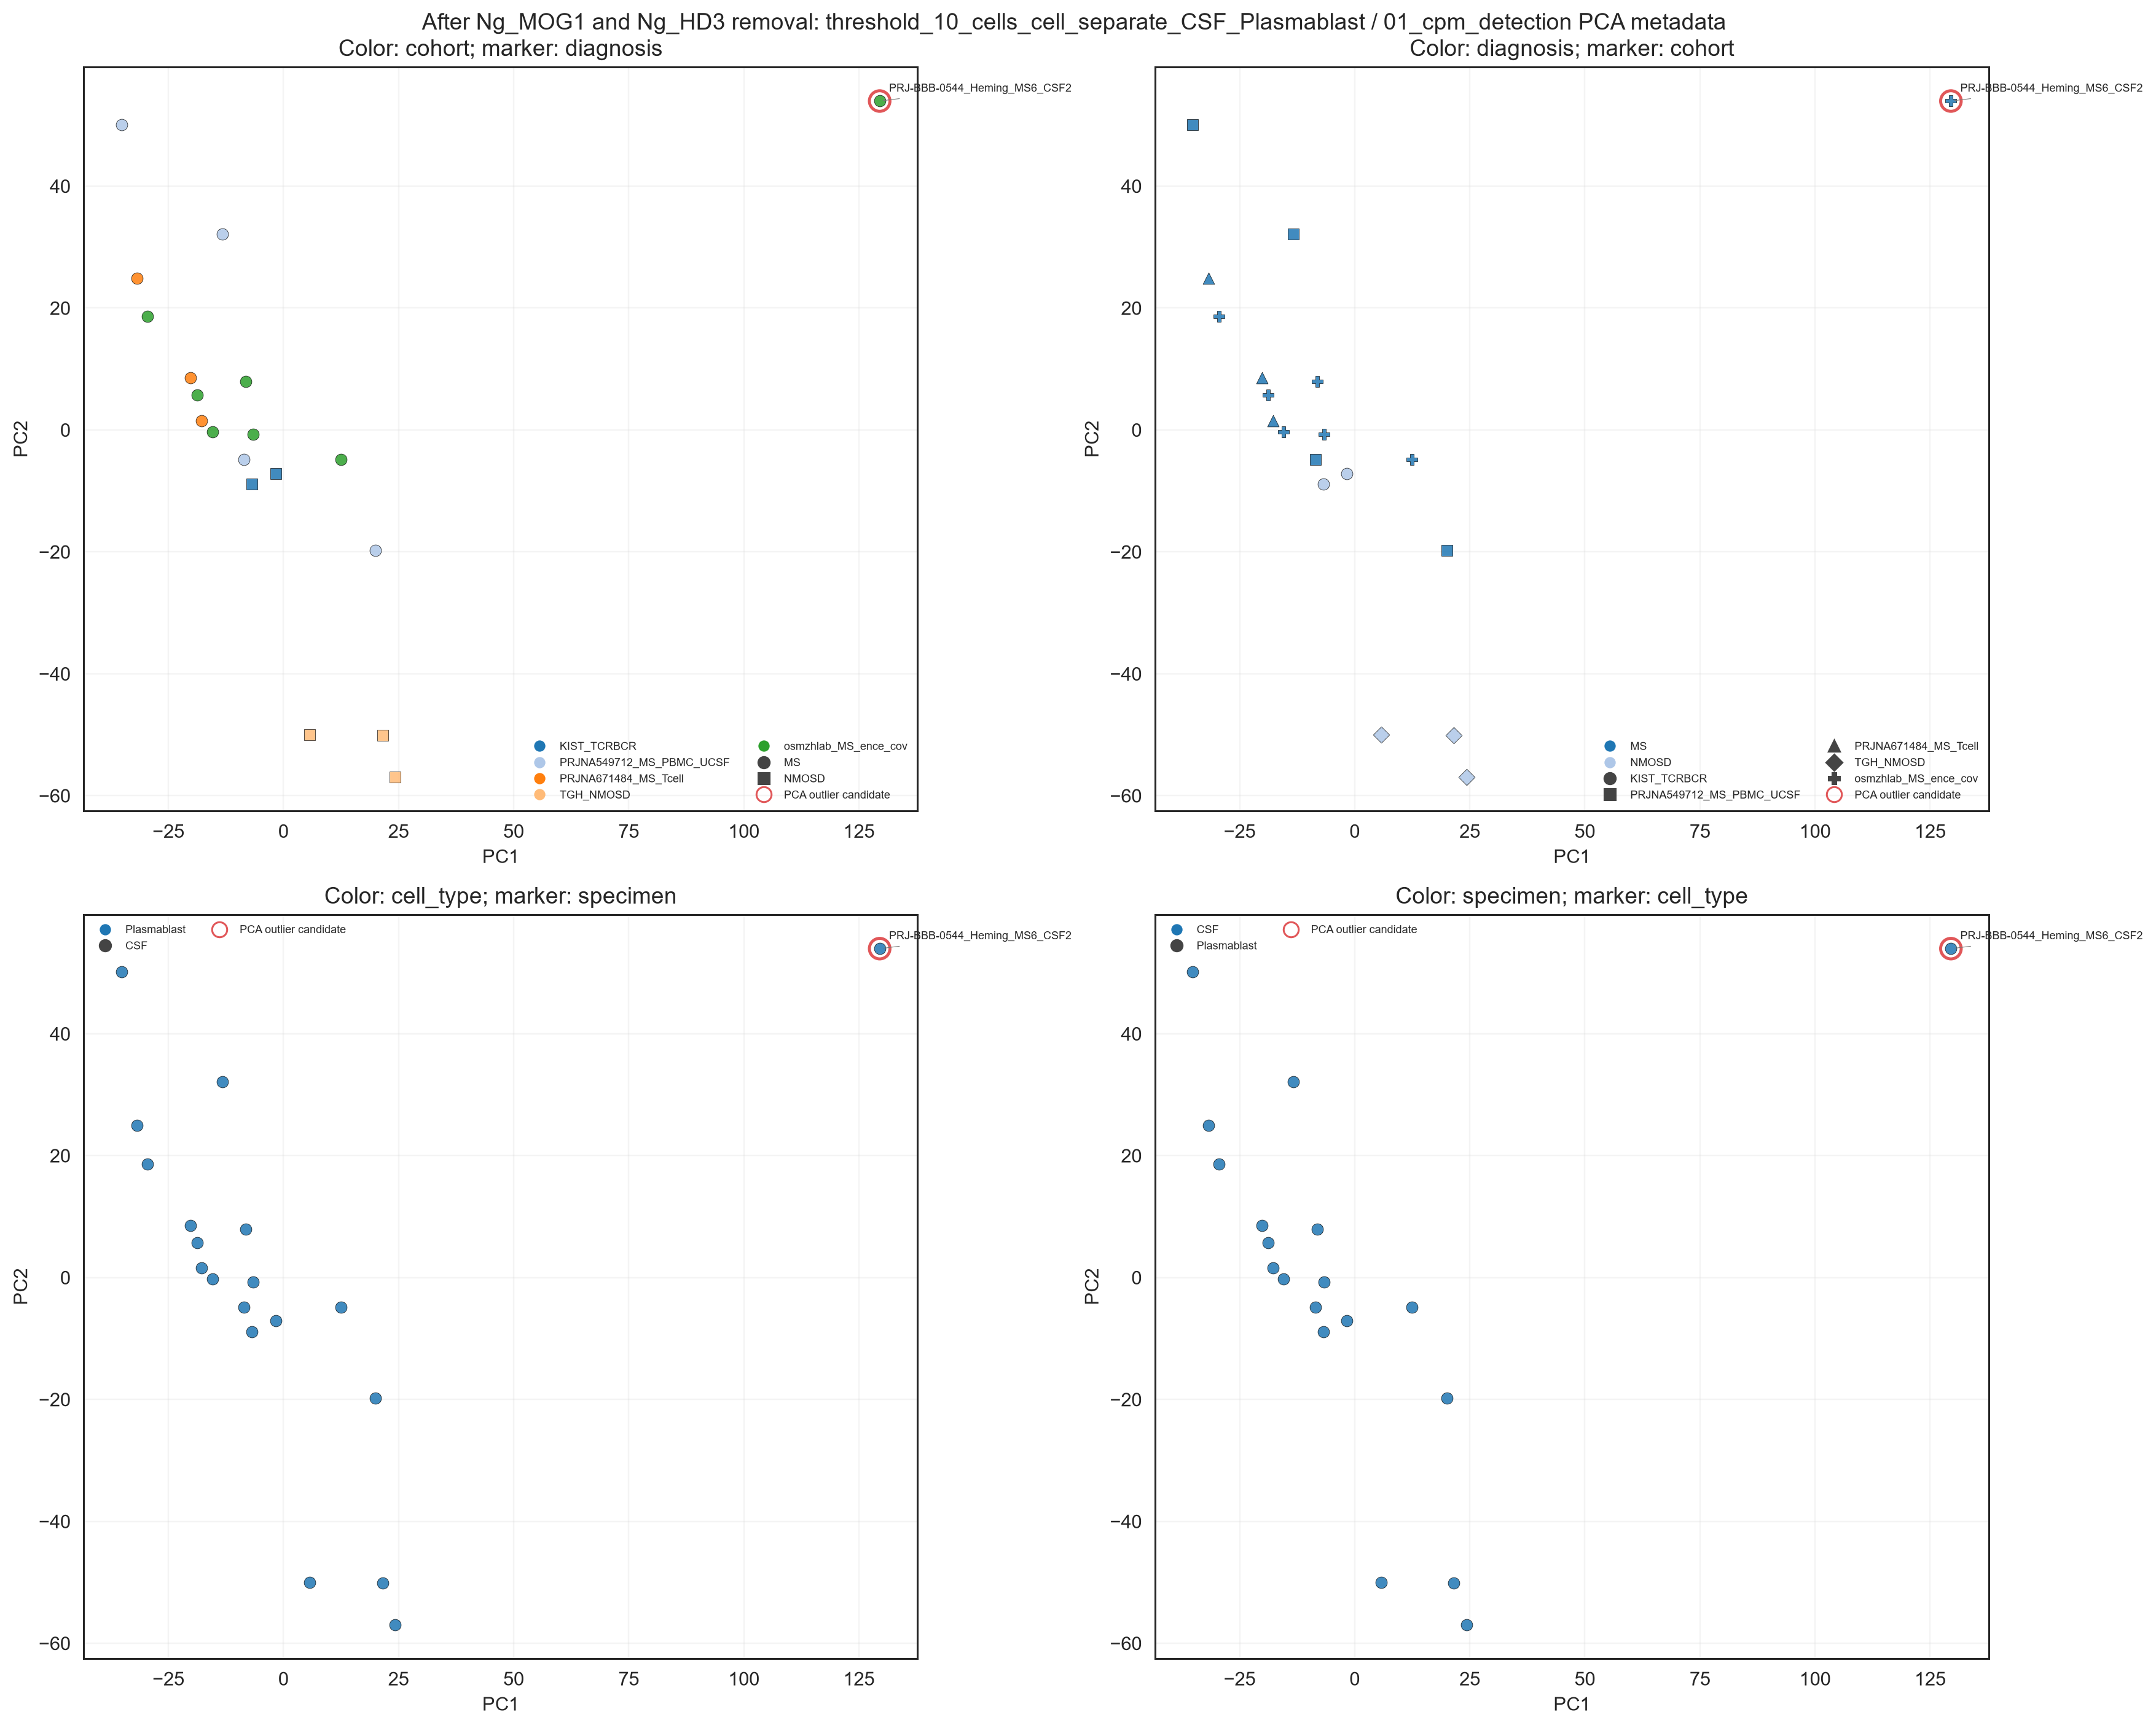 After Ng_MOG1 and Ng_HD3 removal: threshold_10_cells_cell_separate_CSF_Plasmablast / 01_cpm_detection PCA metadata
Color: cohort; marker: diagnosis
PRJ-BBB-0544_Heming_MS6_CSF2
40
20
0
−20
−40
−60
PC2
−25
0
25
50
75
100
125
PC1
KIST_TCRBCR
PRJNA549712_MS_PBMC_UCSF
PRJNA671484_MS_Tcell
TGH_NMOSD
osmzhlab_MS_ence_cov
MS
NMOSD
PCA outlier candidate
Color: diagnosis; marker: cohort
PRJ-BBB-0544_Heming_MS6_CSF2
40
20
0
−20
−40
−60
PC2
−25
0
25
50
75
100
125
PC1
MS
NMOSD
KIST_TCRBCR
PRJNA549712_MS_PBMC_UCSF
PRJNA671484_MS_Tcell
TGH_NMOSD
osmzhlab_MS_ence_cov
PCA outlier candidate
Color: cell_type; marker: specimen
Plasmablast
CSF
PCA outlier candidate
PRJ-BBB-0544_Heming_MS6_CSF2
40
20
0
−20
−40
−60
PC2
−25
0
25
50
75
100
125
PC1
Color: specimen; marker: cell_type
CSF
Plasmablast
PCA outlier candidate
PRJ-BBB-0544_Heming_MS6_CSF2
40
20
0
−20
−40
−60
PC2
−25
0
25
50
75
100
125
PC1